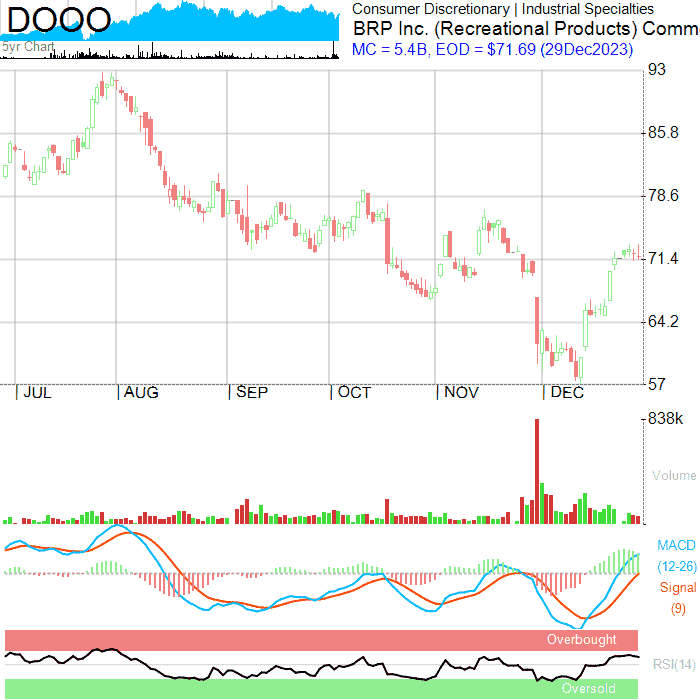 DOOO
5yr Chart
Consumer Discretionary | Industrial Specialties
BRP Inc. (Recreational Products) Comm
MC = 5.4B, EOD = $71.69 (29Dec2023)
93
85.8
78.6
71.4
64.2
57
|JUL |AUG |SEP |OCT |NOV |DEC
838k
Volume
MACD
(12-26)
Signal
(9)
Overbought
RSI(14)
Oversold